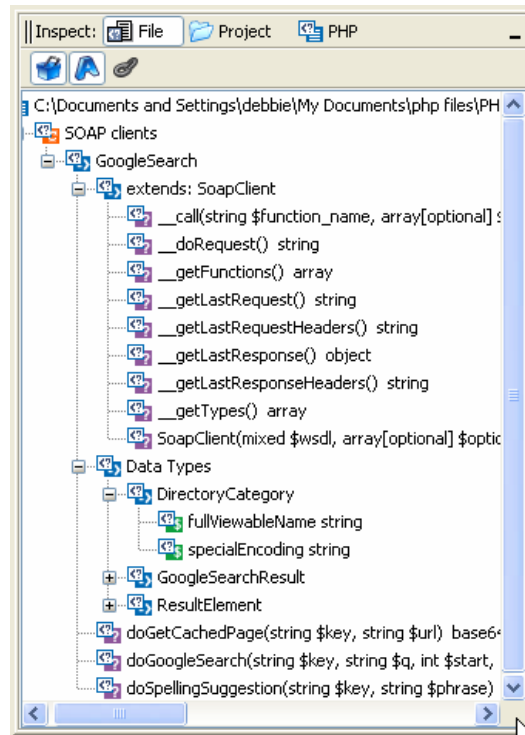 Inspect: File Project PHP
C:\Documents and Settings\debbie\My Documents\php files\PH
SOAP clients
GoogleSearch
extends: SoapClient
__call(string $function_name, array[optional] $
__doRequest() string
__getFunctions() array
__getLastRequest() string
__getLastRequestHeaders() string
__getLastResponse() object
__getLastResponseHeaders() string
__getTypes() array
SoapClient(mixed $wsdl, array[optional] $optic
Data Types
DirectoryCategory
fullViewableName string
specialEncoding string
GoogleSearchResult
ResultElement
doGetCachedPage(string $key, string $url) base64
doGoogleSearch(string $key, string $q, int $start,
doSpellingSuggestion(string $key, string $phrase)